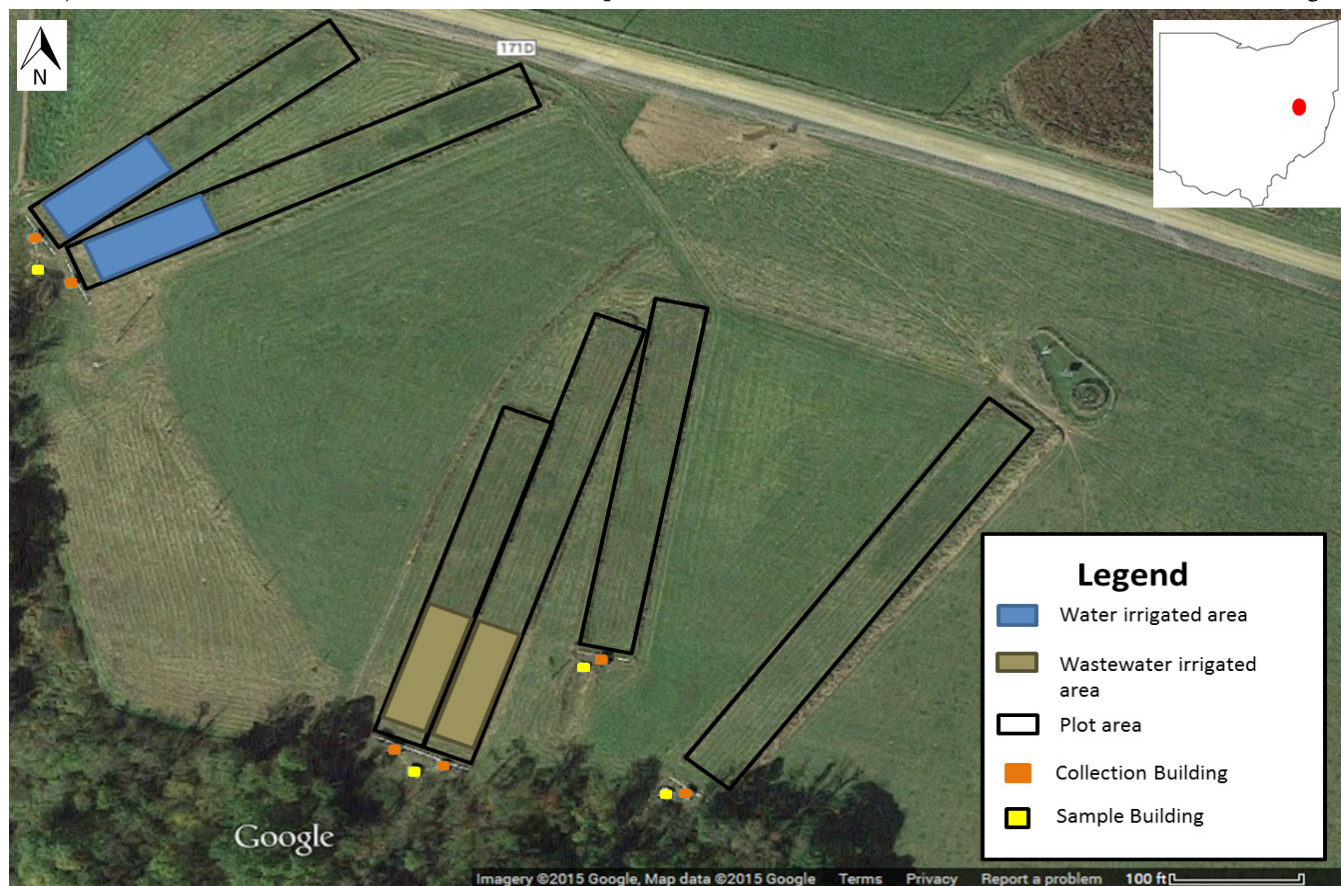 N
171D
Legend
Water irrigated area
Wastewater irrigated
area
Plot area
Collection Building
Sample Building
Google
Imagery ©2015 Google, Map data ©2015 Google Terms Privacy Report a problem 100 ft